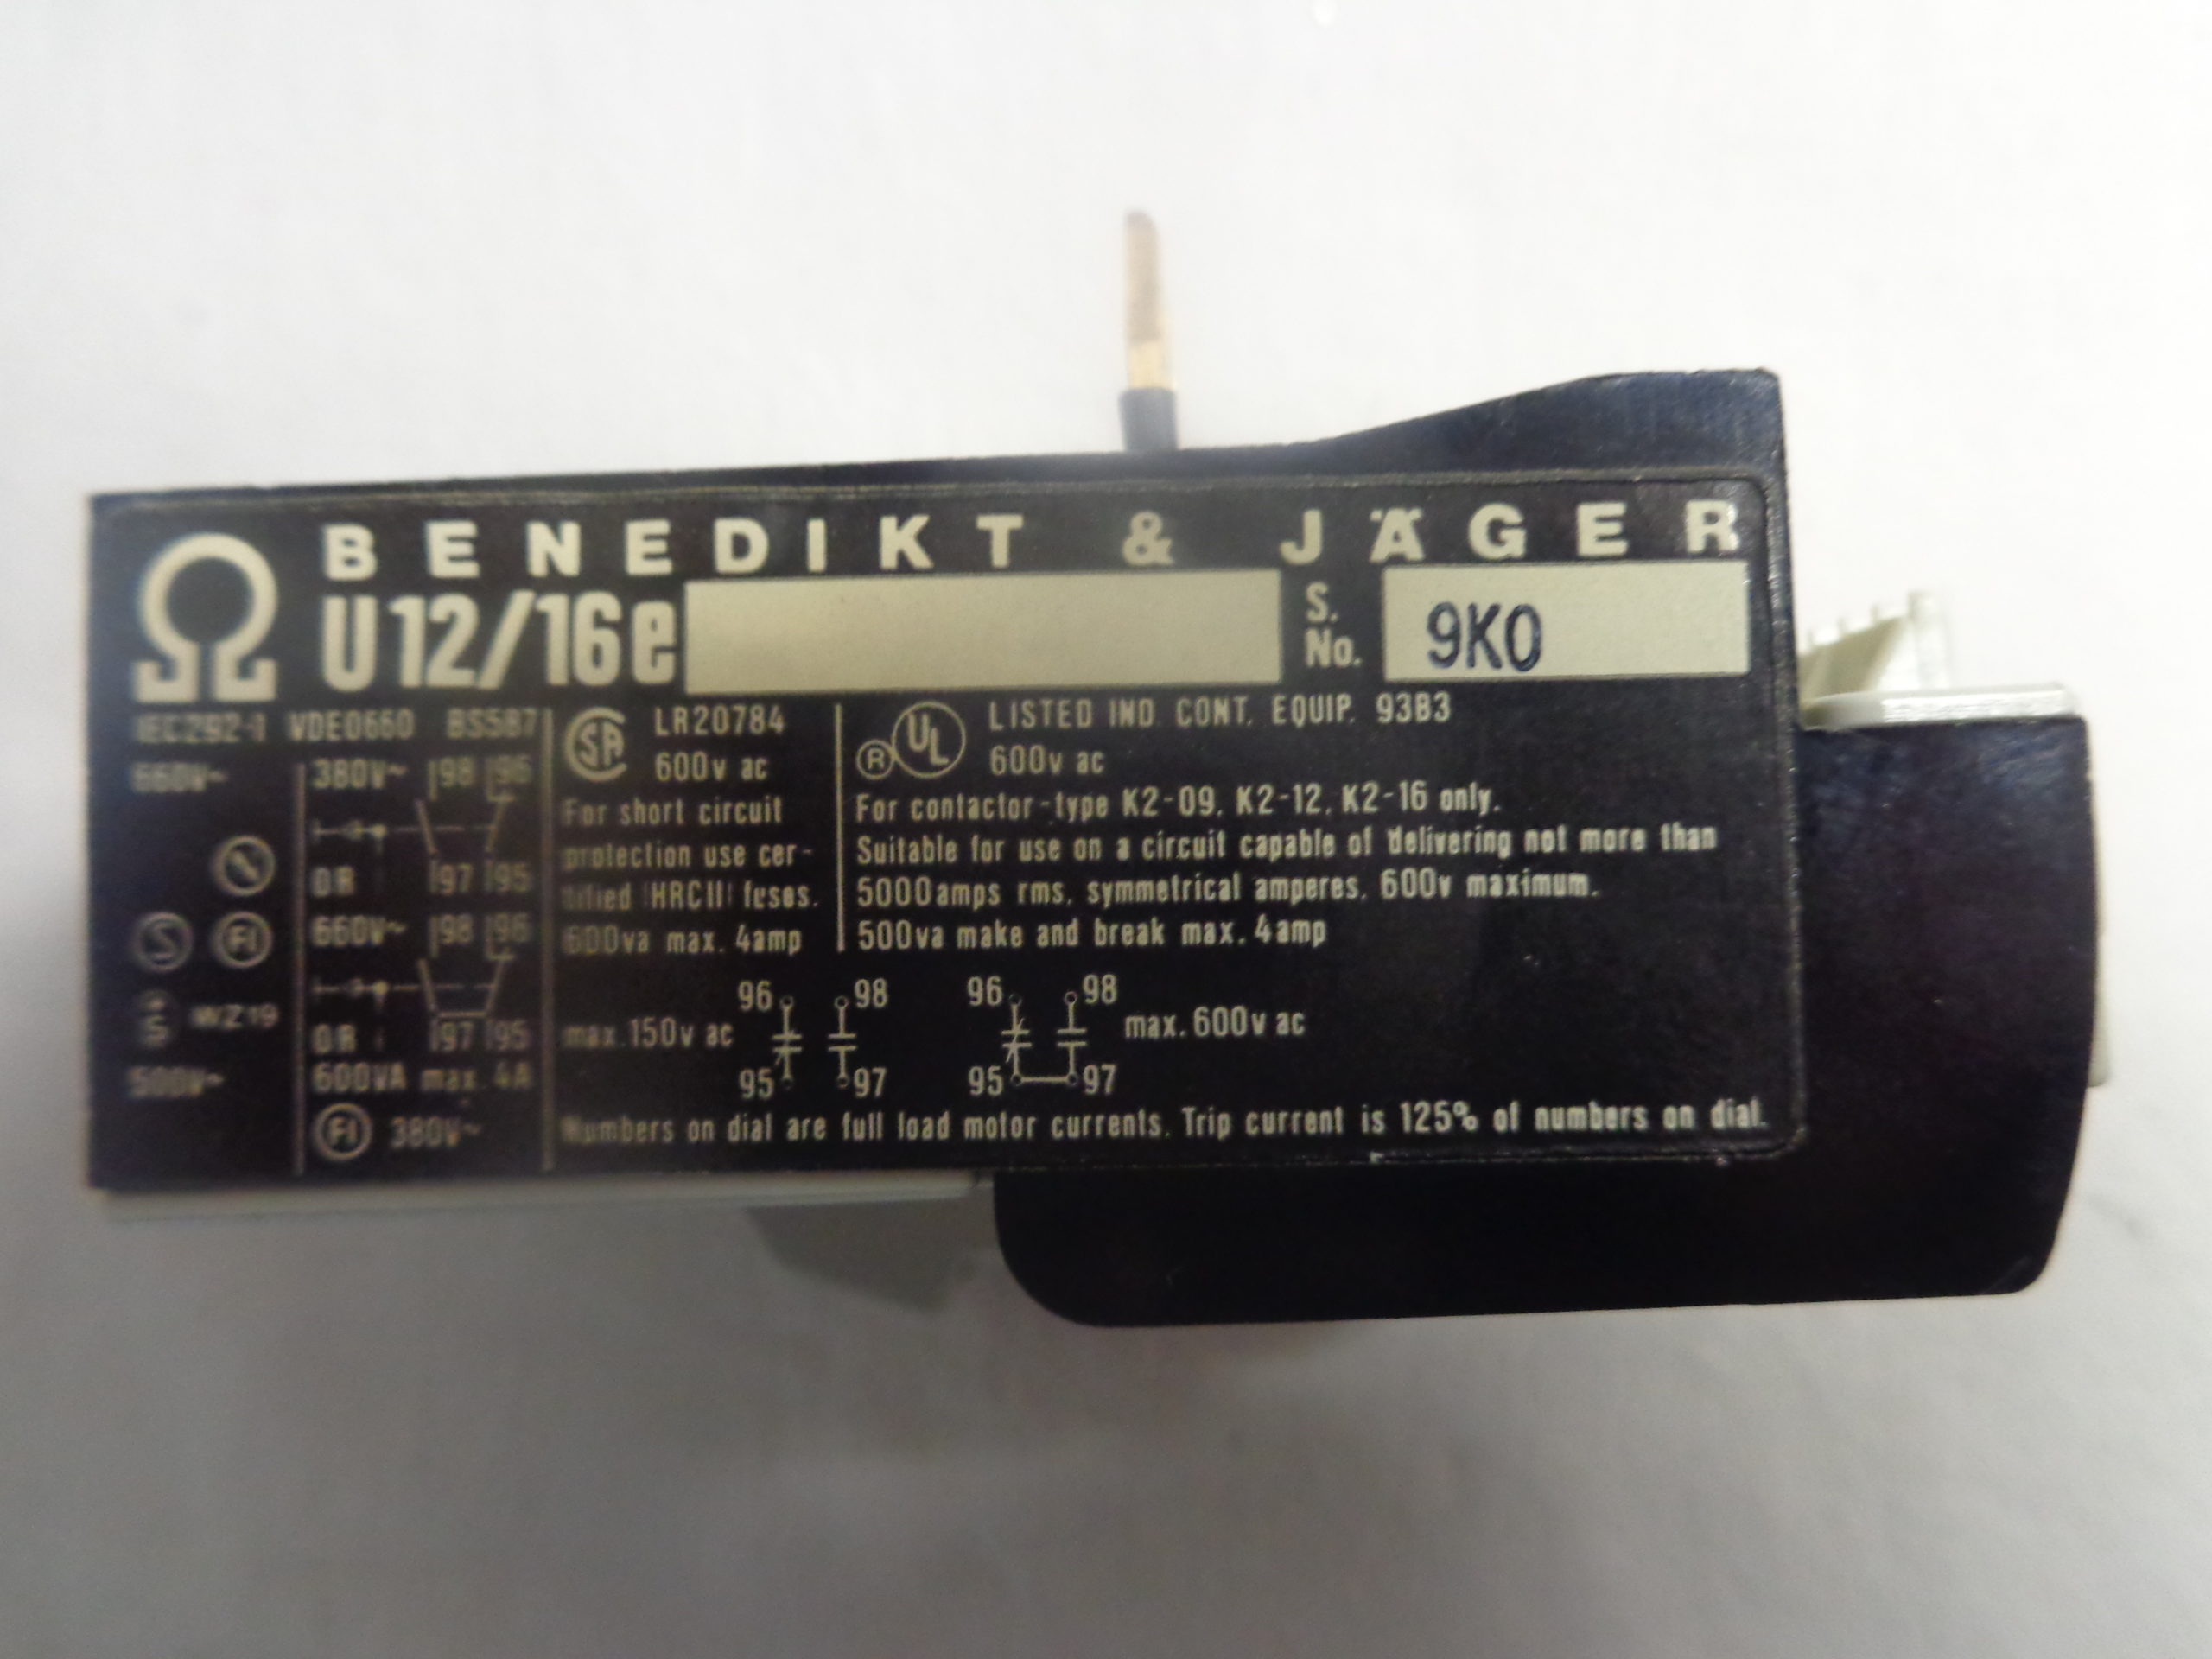 BENEDIKT & JÄGER
U12/16e
S. No. 9K0
IEC292-1 VDE0660 BS587
660V~
WZ19
500V~
380V~ 98 96
OR 97 95
660V~ 98 96
OR 97 95
600VA max. 4A
FI 380V~
FI
SA LR20784
600v ac
For short circuit
protection use cer-
tified HRCII fuses.
600va max. 4amp
® UL LISTED IND CONT. EQUIP. 93B3
600v ac
For contactor-type K2-09, K2-12, K2-16 only.
Suitable for use on a circuit capable of delivering not more than
5000amps rms, symmetrical amperes, 600v maximum.
500va make and break max. 4amp
96 98 96 98
max. 150v ac max. 600v ac
95 97 95 97
Numbers on dial are full load motor currents. Trip current is 125% of numbers on dial.